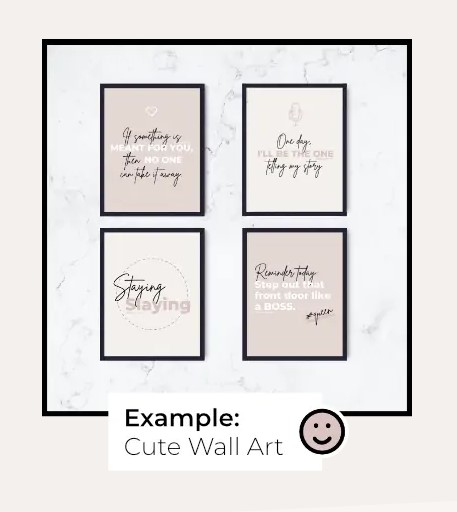 If something is
MEANT FOR YOU,
then NO ONE
can take it away
One day,
I'LL BE THE ONE
telling my story
Staying
Slaying
Reminder today
Step out that
front door like
a BOSS.
#queen
Example:
Cute Wall Art